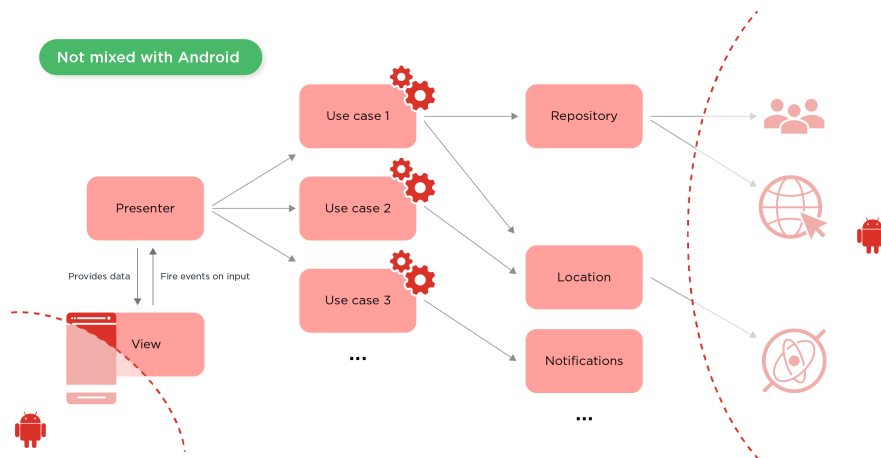 Not mixed with Android
Use case 1
Repository
Presenter
Use case 2
Provides data
Fire events on input
Location
Use case 3
View
...
Notifications
...